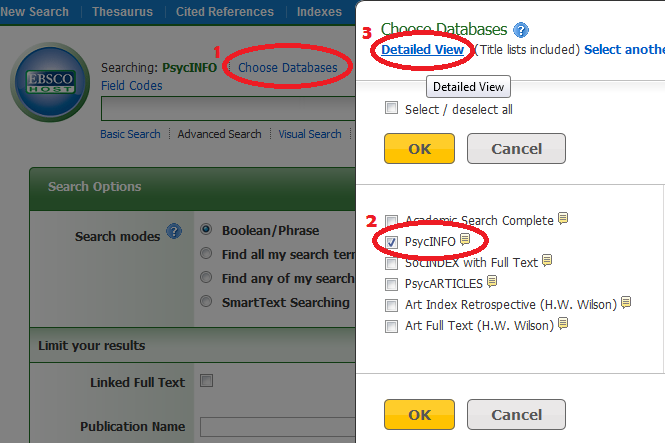 New Search
Thesaurus
Cited References
Indexes
1
Searching: PsycINFO
Choose Databases
Field Codes
EBSCO
HOST
Basic Search
Advanced Search
Visual Search
Search Options
Search modes
?
Boolean/Phrase
Find all my search term
Find any of my search
SmartText Searching
Limit your results
Linked Full Text
Publication Name
Choose Databases ?
3
Detailed View (Title lists included) Select anothe
Detailed View
Select / deselect all
OK
Cancel
Academic Search Complete
2
PsycINFO
SocINDEX with Full Text
PsycARTICLES
Art Index Retrospective (H.W. Wilson)
Art Full Text (H.W. Wilson)
OK
Cancel